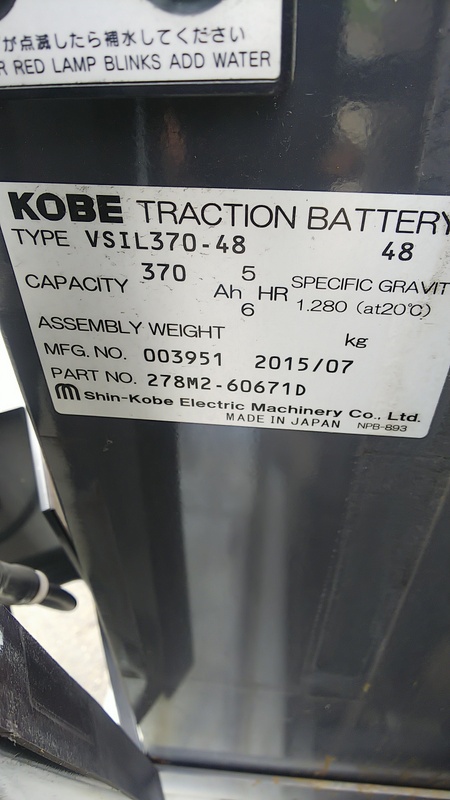 が点滅したら補水してください
R RED LAMP BLINKS ADD WATER
KOBE TRACTION BATTERY
TYPE VSIL370-48 48
CAPACITY 370 Ah 5 HR SPECIFIC GRAVIT
6 1.280 (at20℃)
ASSEMBLY WEIGHT kg
MFG. NO. 003951 2015/07
PART NO. 278M2-60671D
Shin-Kobe Electric Machinery Co., Ltd.
MADE IN JAPAN NPB-893